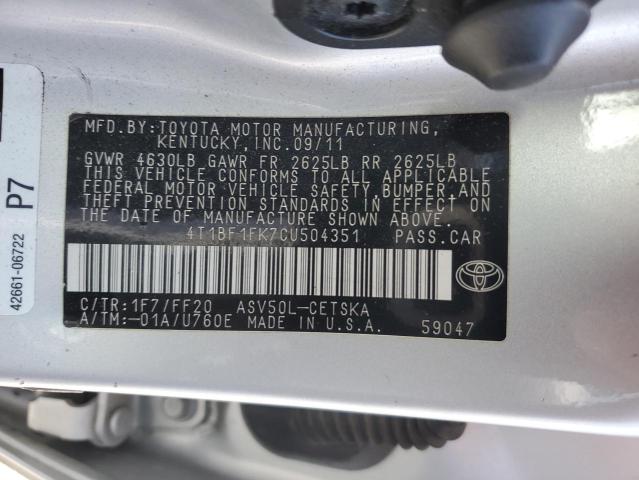 MFD.BY:TOYOTA MOTOR MANUFACTURING,
KENTUCKY, INC.09/11
GVWR 4630LB GAWR FR 2625LB RR 2625LB
THIS VEHICLE CONFORMS TO ALL APPLICABLE
FEDERAL MOTOR VEHICLE SAFETY,BUMPER,AND
THEFT PREVENTION STANDARDS IN EFFECT ON
THE DATE OF MANUFACTURE SHOWN ABOVE.
4T1BF1FK7CU504351 PASS.CAR
C/TR:1F7/FF20 ASV50L-CETSKA
A/TM:-01A/U760E MADE IN U.S.A. 59047
42661-06722 P7